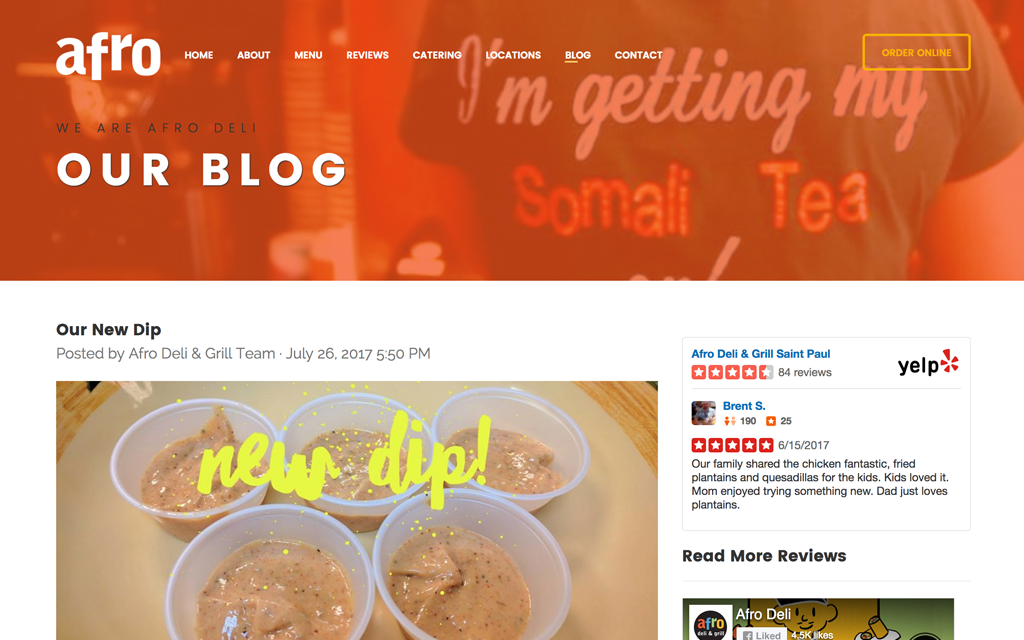 afro
HOME ABOUT MENU REVIEWS CATERING LOCATIONS BLOG CONTACT
ORDER ONLINE
I'm getting my
Somali Tea
WE ARE AFRO DELI
OUR BLOG
Our New Dip
Posted by Afro Deli & Grill Team · July 26, 2017 5:50 PM
new dip!
Afro Deli & Grill Saint Paul
84 reviews
yelp
Brent S.
190 25
6/15/2017
Our family shared the chicken fantastic, fried
plantains and quesadillas for the kids. Kids loved it.
Mom enjoyed trying something new. Dad just loves
plantains.
Read More Reviews
afro
deli & grill
Afro Deli
Liked 4.5K likes